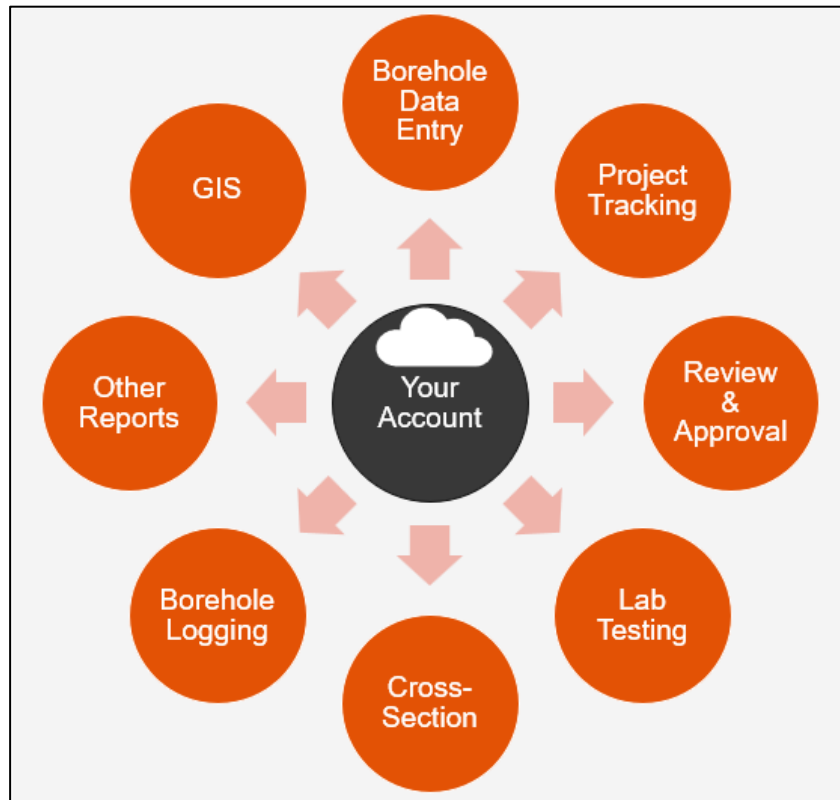 Borehole
Data
Entry
Project
Tracking
Review
&
Approval
Lab
Testing
Cross-
Section
Borehole
Logging
Other
Reports
GIS
Your
Account